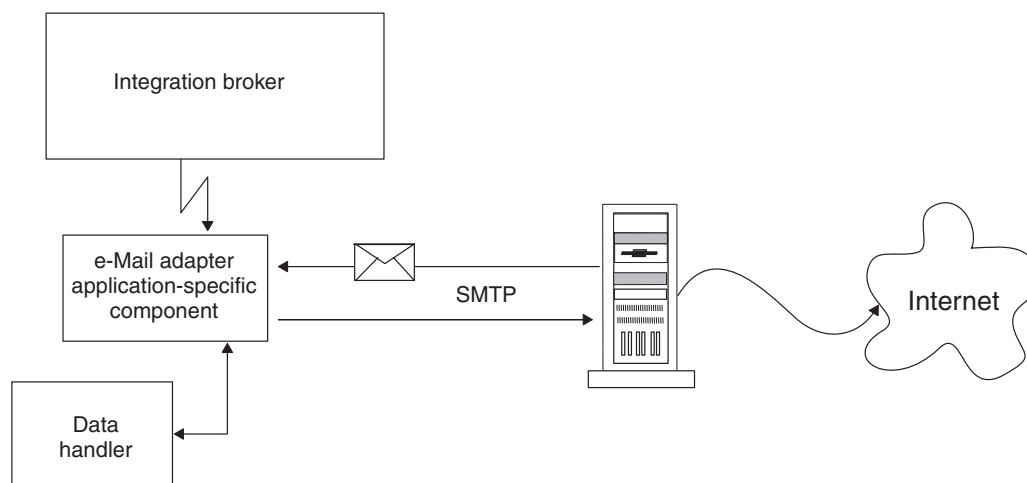 Integration broker
e-Mail adapter
application-specific
component
SMTP
Internet
Data
handler